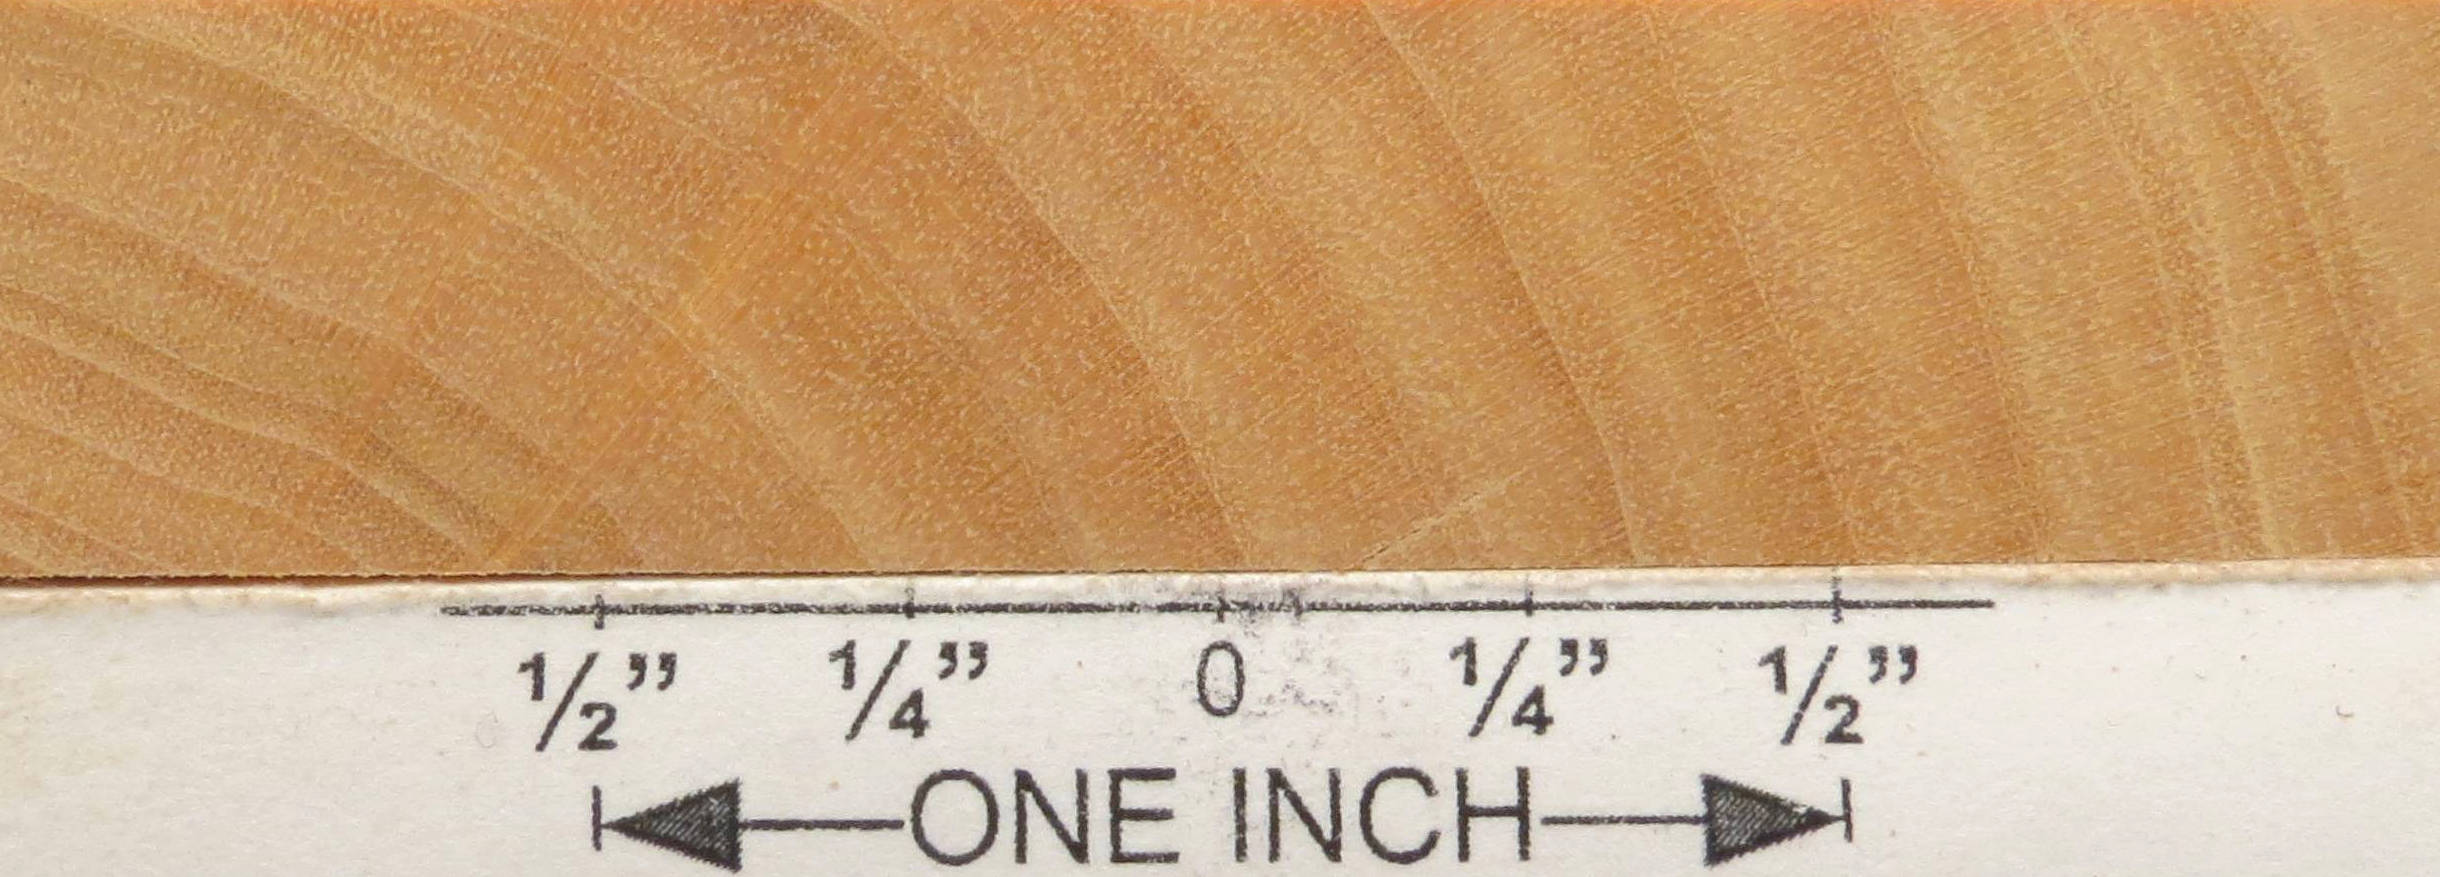 1/2” 1/4” 0 1/4” 1/2”
ONE INCH